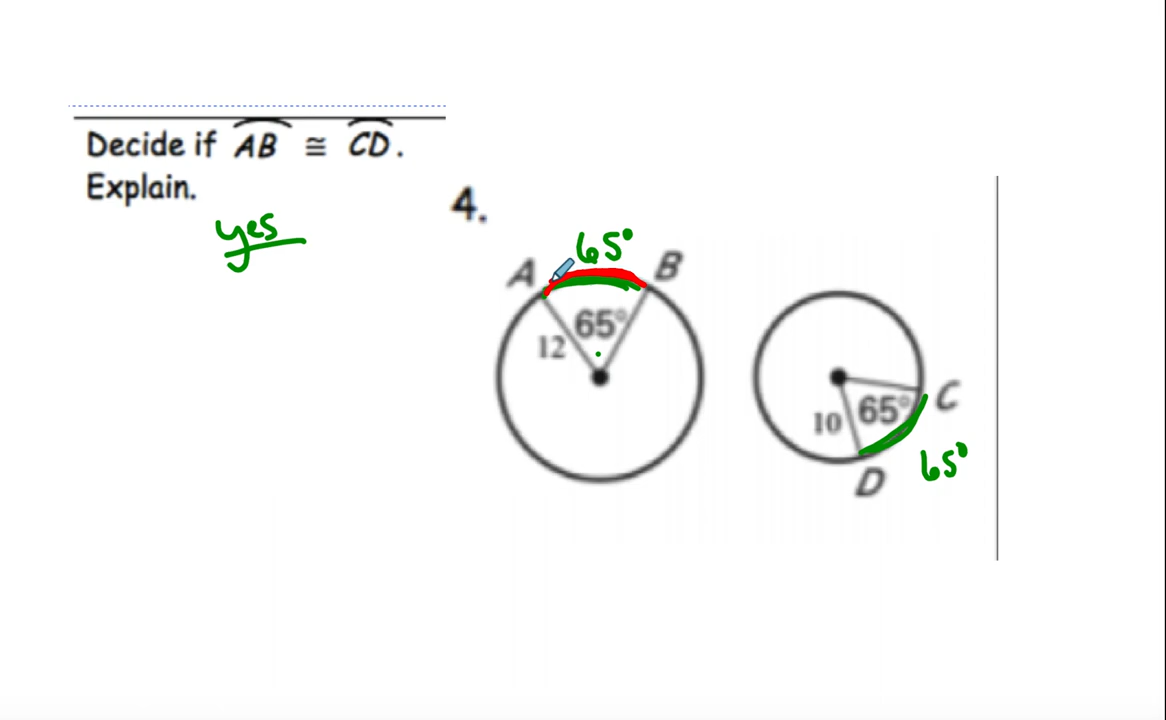 Decide if AB ≅ CD.
Explain.
yes
4.
65°
A
B
65°
12
C
65°
10
65°
D